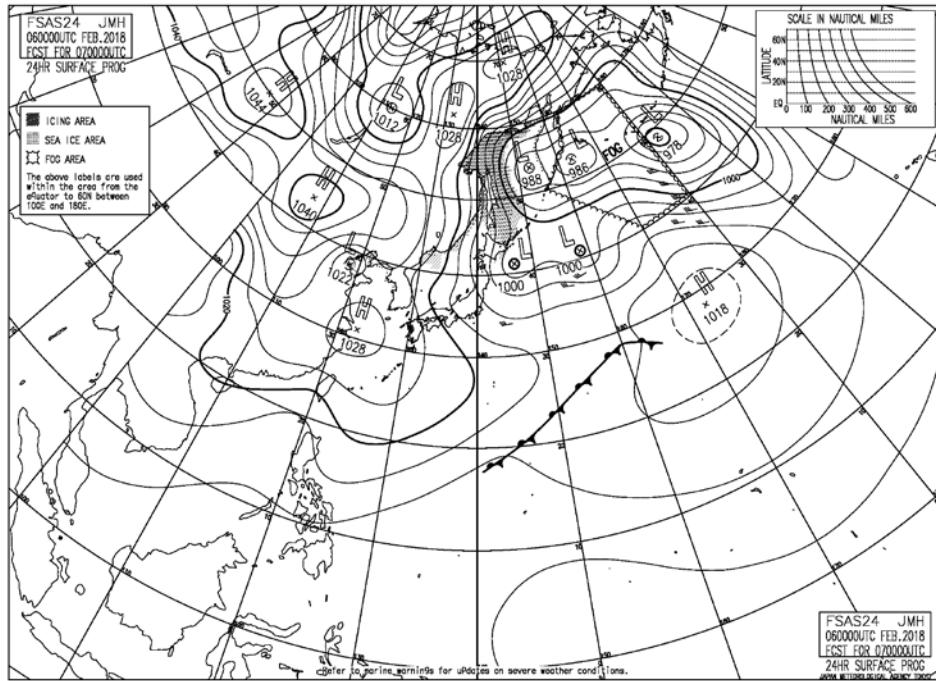 FSAS24 JMH
060000UTC FEB.2018
FCST FOR 070000UTC
24HR SURFACE PROG
ICING AREA
SEA ICE AREA
FOG AREA
The above labels are used
within the area from the
eQuator to 60N between
100E and 180E.
SCALE IN NAUTICAL MILES
LATITUDE
60N
40N
20N
EQ
0 100 200 300 400 500 600
NAUTICAL MILES
1040
H
1044
L
1012
H
1028
H
1028
L
988
L
986
FOG
L
978
1000
H
1040
L
1022
L
1000
L
1000
H
1018
1020
H
1028
Refer to marine warnin9s for uPdates on severe weather conditions.
FSAS24 JMH
060000UTC FEB.2018
FCST FOR 070000UTC
24HR SURFACE PROG
JAPAN METEOROLOGICAL AGENCY TOKYO